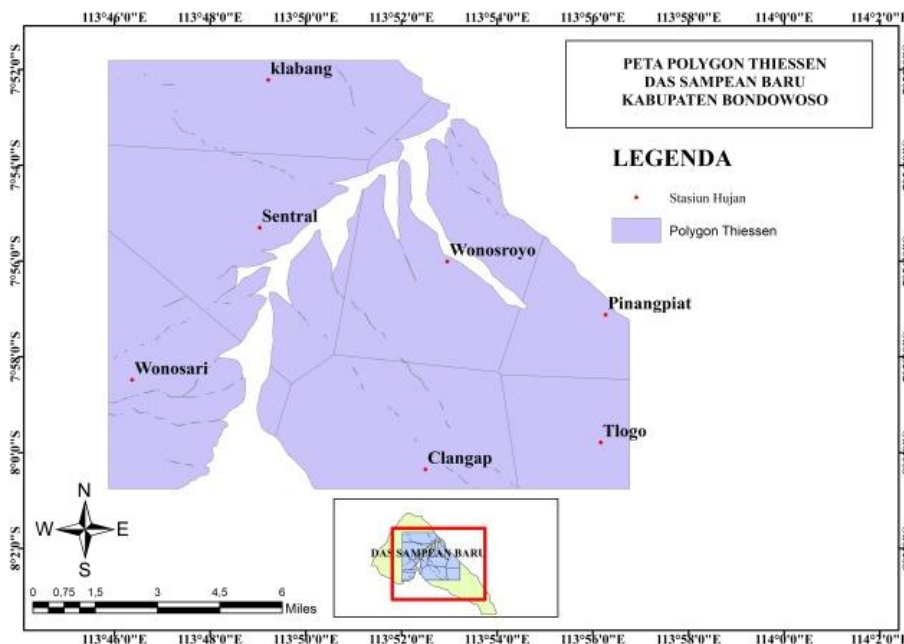 113°46'0"E 113°48'0"E 113°50'0"E 113°52'0"E 113°54'0"E 113°56'0"E 113°58'0"E 114°0'0"E 114°2'0"E
7°52'0"S
7°54'0"S
7°56'0"S
7°58'0"S
8°0'0"S
8°2'0"S
klabang
Sentral
Wonosroyo
Pinangpiat
Wonosari
Tlogo
Clangap
PETA POLYGON THIESSEN
DAS SAMPEAN BARU
KABUPATEN BONDOWOSO
LEGENDA
Stasiun Hujan
Polygon Thiessen
N
W E
S
0 0,75 1,5 3 4,5 6
Miles
DAS SAMPEAN BARU
113°46'0"E 113°48'0"E 113°50'0"E 113°52'0"E 113°54'0"E 113°56'0"E 113°58'0"E 114°0'0"E 114°2'0"E